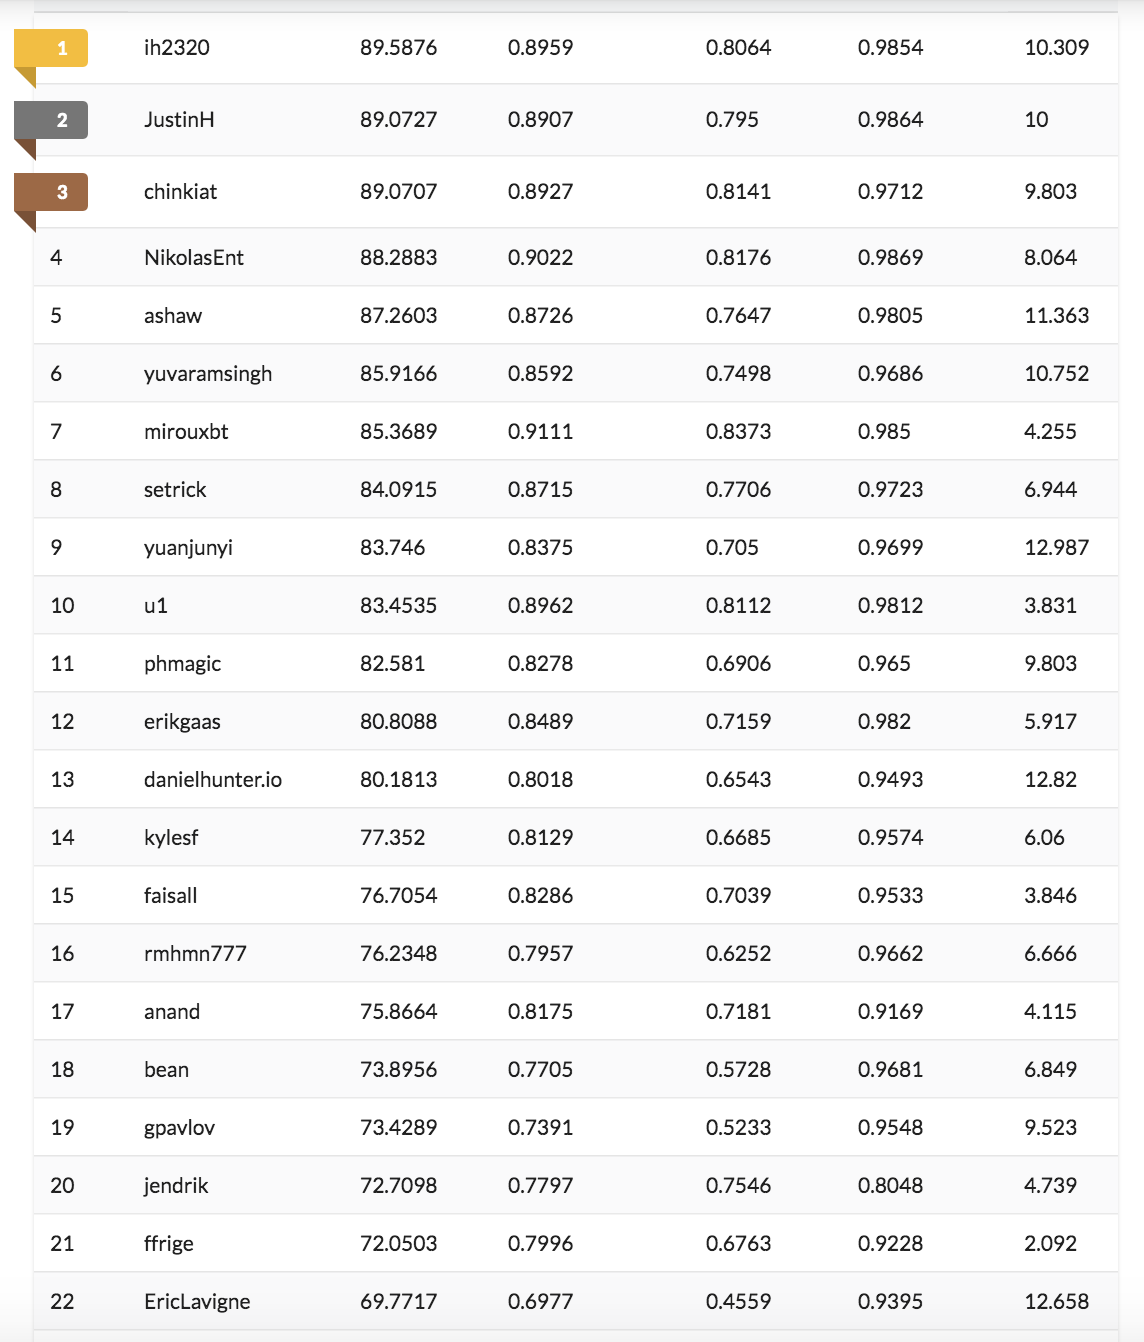 1 ih2320 89.5876 0.8959 0.8064 0.9854 10.309
2 JustinH 89.0727 0.8907 0.795 0.9864 10
3 chinkiat 89.0707 0.8927 0.8141 0.9712 9.803
4 NikolasEnt 88.2883 0.9022 0.8176 0.9869 8.064
5 ashaw 87.2603 0.8726 0.7647 0.9805 11.363
6 yuvaramsingh 85.9166 0.8592 0.7498 0.9686 10.752
7 mirouxbt 85.3689 0.9111 0.8373 0.985 4.255
8 setrick 84.0915 0.8715 0.7706 0.9723 6.944
9 yuanjunyi 83.746 0.8375 0.705 0.9699 12.987
10 u1 83.4535 0.8962 0.8112 0.9812 3.831
11 phmagic 82.581 0.8278 0.6906 0.965 9.803
12 erikgaas 80.8088 0.8489 0.7159 0.982 5.917
13 danielhunter.io 80.1813 0.8018 0.6543 0.9493 12.82
14 kylesf 77.352 0.8129 0.6685 0.9574 6.06
15 faisall 76.7054 0.8286 0.7039 0.9533 3.846
16 rmhmn777 76.2348 0.7957 0.6252 0.9662 6.666
17 anand 75.8664 0.8175 0.7181 0.9169 4.115
18 bean 73.8956 0.7705 0.5728 0.9681 6.849
19 gpavlov 73.4289 0.7391 0.5233 0.9548 9.523
20 jendrik 72.7098 0.7797 0.7546 0.8048 4.739
21 ffrige 72.0503 0.7996 0.6763 0.9228 2.092
22 EricLavigne 69.7717 0.6977 0.4559 0.9395 12.658